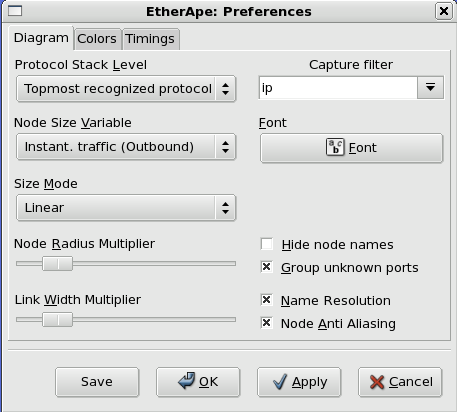 EtherApe: Preferences
Diagram
Colors
Timings
Protocol Stack Level
Capture filter
Topmost recognized protocol
ip
Node Size Variable
Font
Instant. traffic (Outbound)
Font
Size Mode
Linear
Node Radius Multiplier
Hide node names
Group unknown ports
Link Width Multiplier
Name Resolution
Node Anti Aliasing
Save
OK
Apply
Cancel